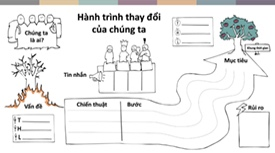 Hành trình thay đổi
của chúng ta
Chúng ta
là ai?
Tin nhắn
Mục tiêu
Vấn đề
T
H
L
Chiến thuật
Bước
Rủi ro